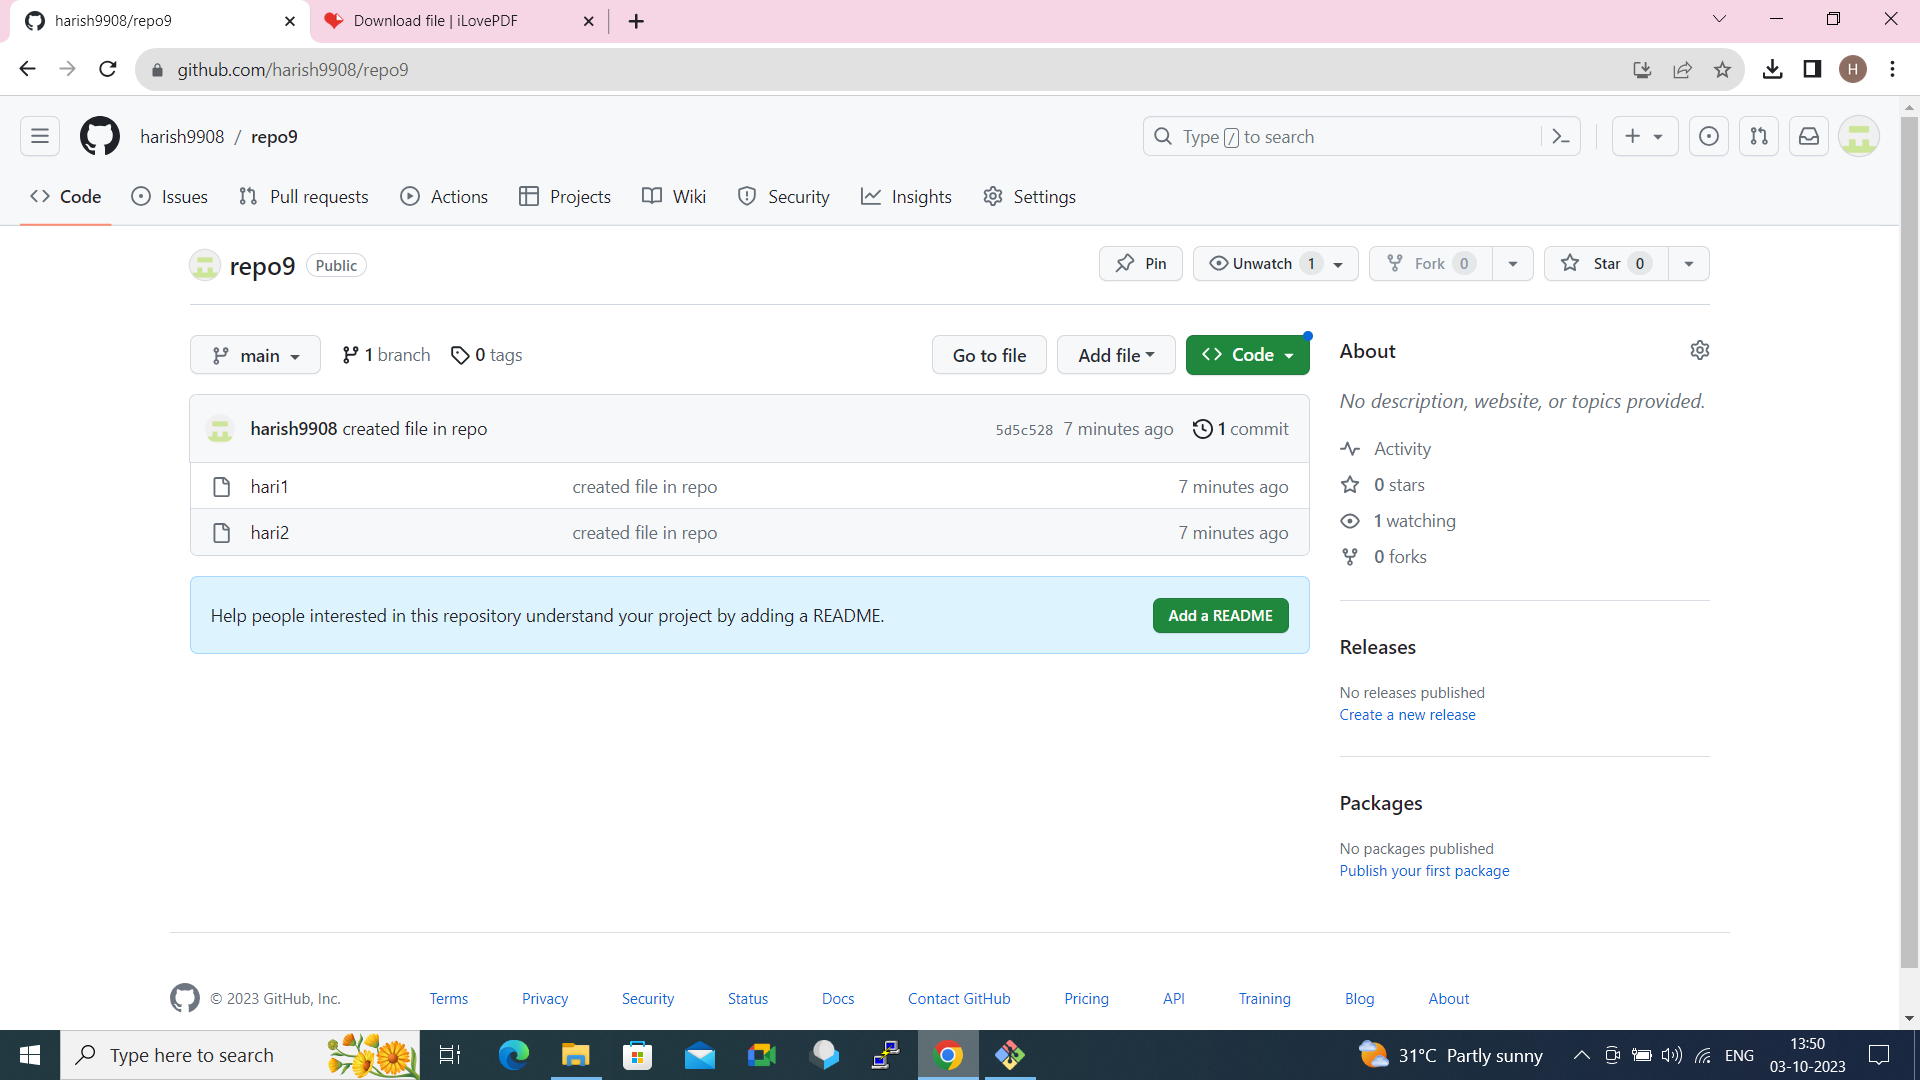 harish9908/repo9
Download file | iLovePDF
github.com/harish9908/repo9
H
harish9908 / repo9
Type / to search
Code
Issues
Pull requests
Actions
Projects
Wiki
Security
Insights
Settings
repo9 Public
Pin
Unwatch 1
Fork 0
Star 0
main
1 branch
0 tags
Go to file
Add file
Code
harish9908 created file in repo
5d5c528 7 minutes ago
1 commit
hari1 created file in repo 7 minutes ago
hari2 created file in repo 7 minutes ago
Help people interested in this repository understand your project by adding a README.
Add a README
About
No description, website, or topics provided.
Activity
0 stars
1 watching
0 forks
Releases
No releases published
Create a new release
Packages
No packages published
Publish your first package
© 2023 GitHub, Inc.
Terms
Privacy
Security
Status
Docs
Contact GitHub
Pricing
API
Training
Blog
About
Type here to search
31°C Partly sunny
ENG
13:50
03-10-2023